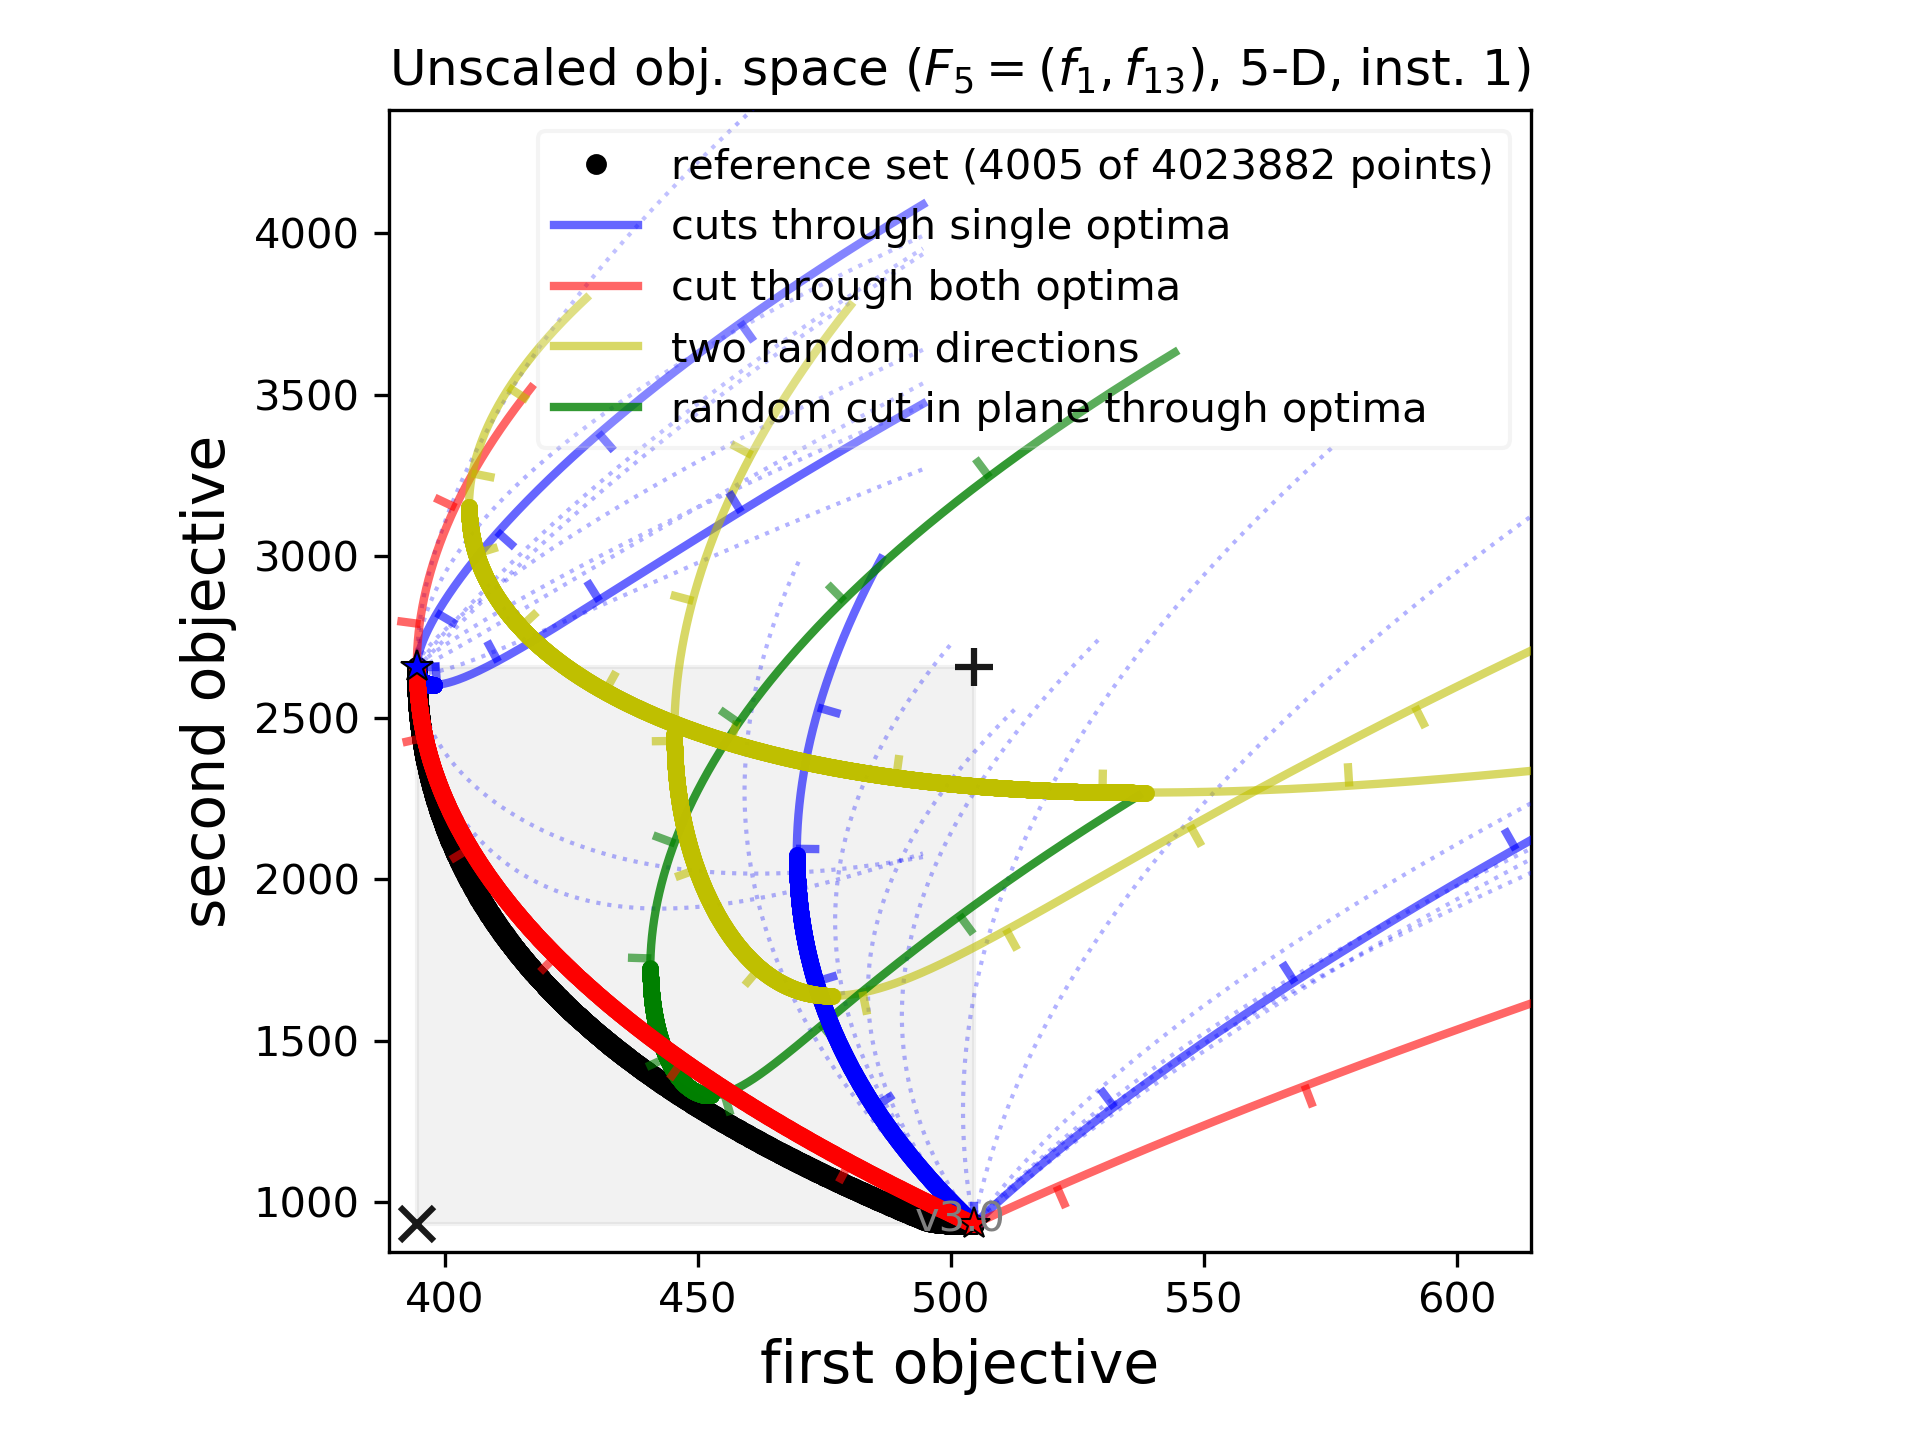 Unscaled obj. space (F₅ = (f₁, f₁₃), 5-D, inst. 1)
reference set (4005 of 4023882 points)
cuts through single optima
cut through both optima
two random directions
random cut in plane through optima
second objective
4000
3500
3000
2500
2000
1500
1000
v3.0
400 450 500 550 600
first objective